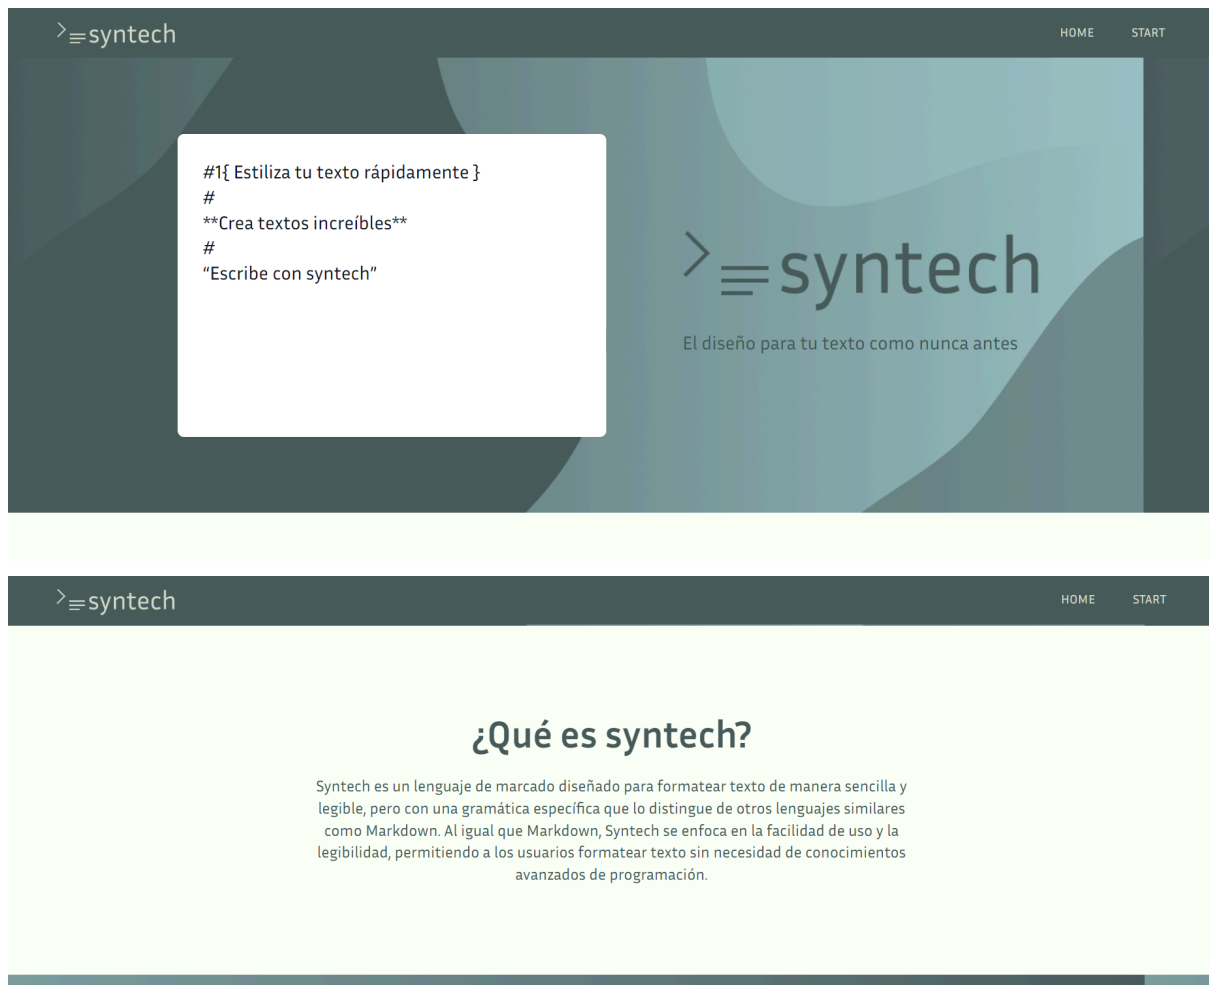 syntech
HOME
START
#1{ Estiliza tu texto rápidamente }
#
**Crea textos increíbles**
#
“Escribe con syntech”
syntech
El diseño para tu texto como nunca antes
syntech
HOME
START
¿Qué es syntech?
Syntech es un lenguaje de marcado diseñado para formatear texto de manera sencilla y
legible, pero con una gramática específica que lo distingue de otros lenguajes similares
como Markdown. Al igual que Markdown, Syntech se enfoca en la facilidad de uso y la
legibilidad, permitiendo a los usuarios formatear texto sin necesidad de conocimientos
avanzados de programación.